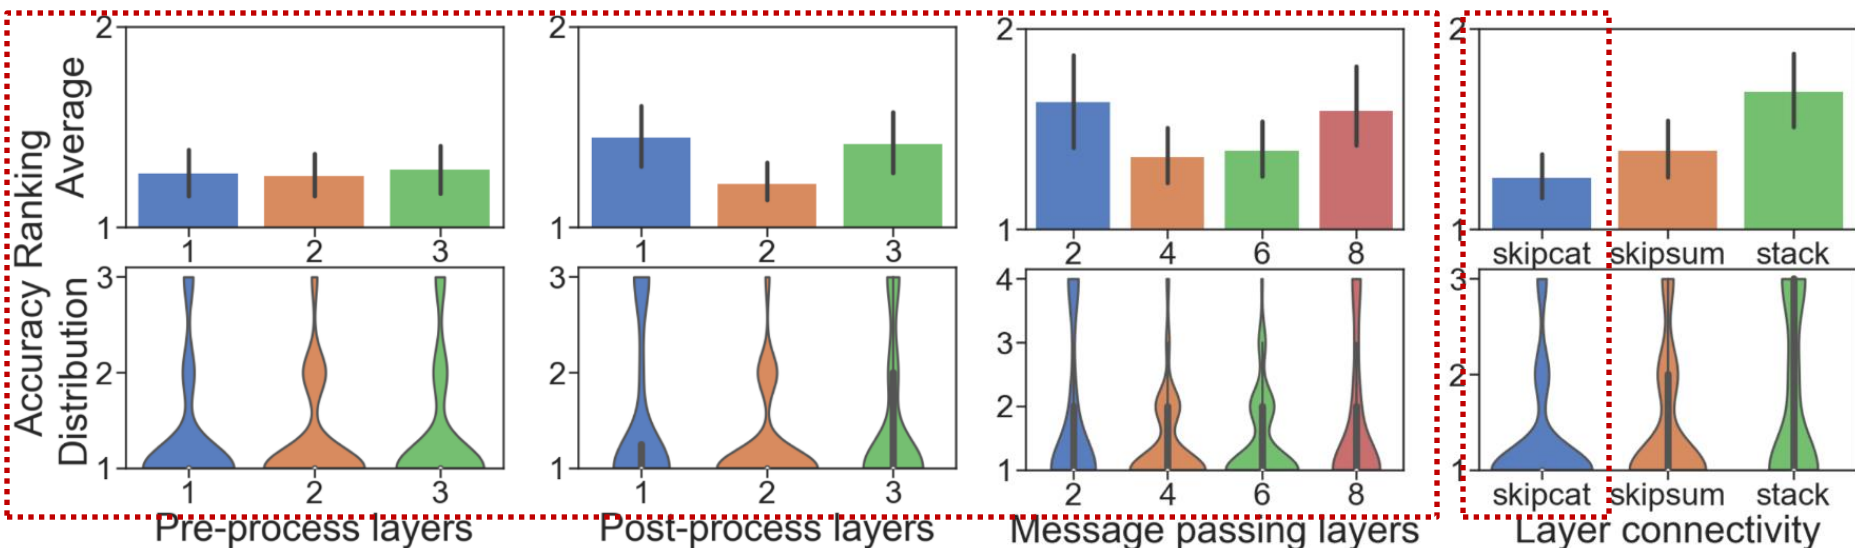 Accuracy Ranking
Average
Distribution
2
1
1 2 3
3
2
1
1 2 3
Pre-process layers
2
1
1 2 3
3
2
1
1 2 3
Post-process layers
2
1
2 4 6 8
4
3
2
1
2 4 6 8
Message passing layers
2
1
skipcat skipsum stack
3
2
1
skipcat skipsum stack
Layer connectivity